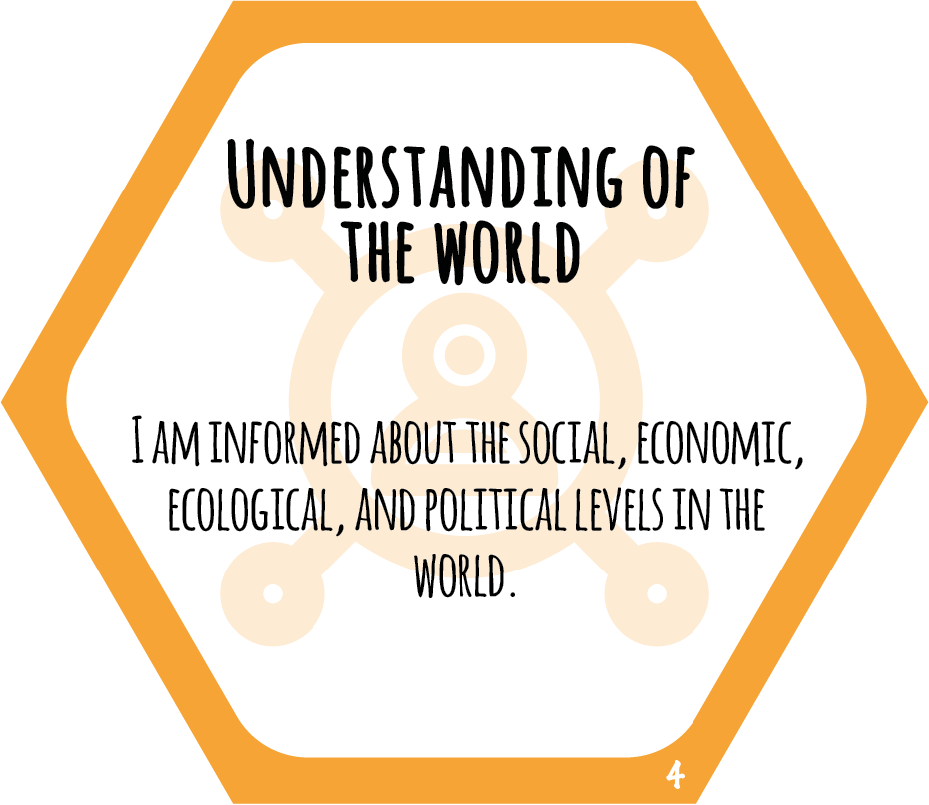 Understanding of
the world
I am informed about the social, economic,
ecological, and political levels in the
world.
4